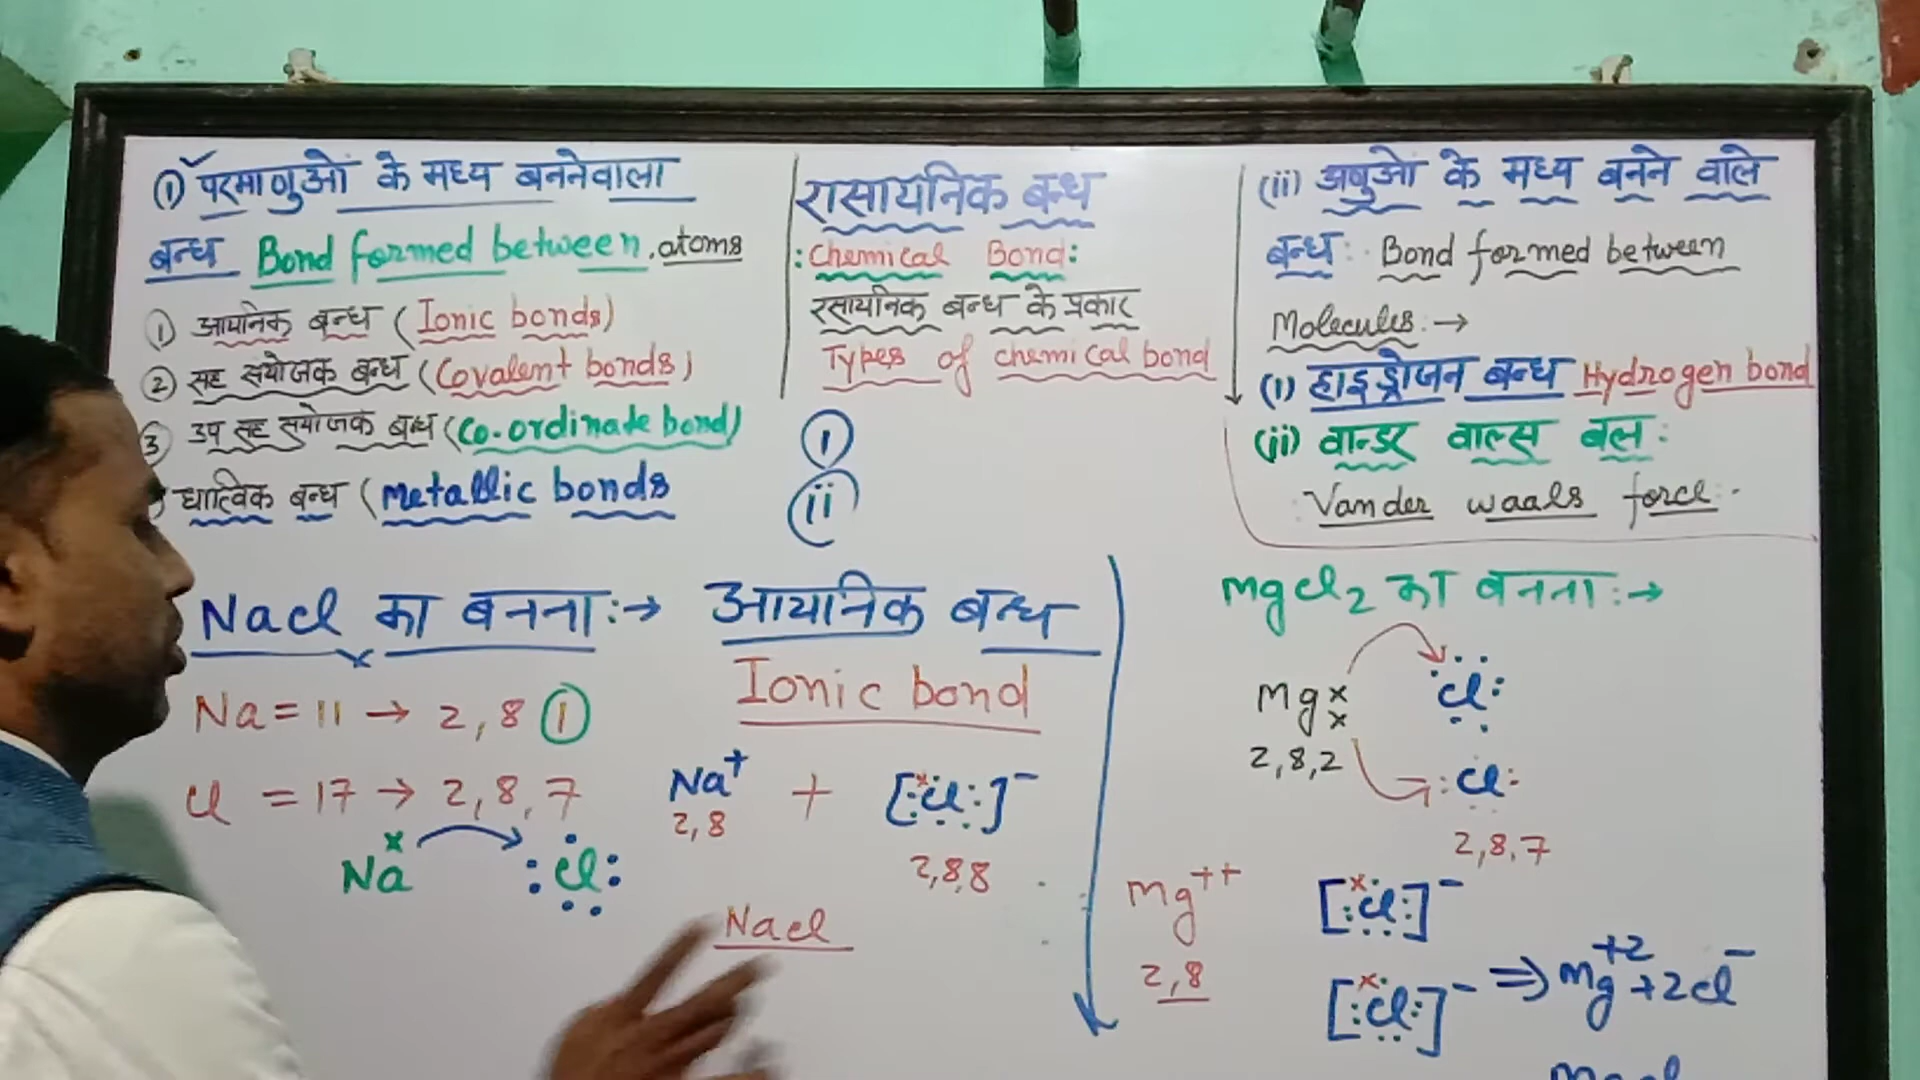 (1) परमाणुओं के मध्य बननेवाला
बन्ध Bond formed between atoms
① आयनिक बन्ध (Ionic bonds)
② सह संयोजक बन्ध (Covalent bonds)
③ उप सह संयोजक बन्ध (Co-ordinate bond)
धात्विक बन्ध (Metallic bonds
रासायनिक बन्ध
:Chemical Bond:
रसायनिक बन्ध के प्रकार
Types of chemical bond
(i)
(ii)
(ii) अणुओं के मध्य बनने वाले
बन्ध: Bond formed between
Molecules:→
(1) हाइड्रोजन बन्ध Hydrogen bond
(ii) वान्डर वाल्स बल:
Vander waals force.
NaCl का बनना:→ आयनिक बन्ध
Ionic bond
Na = 11 → 2, 8 ①
Cl = 17 → 2, 8, 7
Na× :Cl:
Na+ + [:Cl:]-
2, 8
2,8,8
NaCl
MgCl2 का बनना:→
Mg×× :Cl:
2,8,2
:Cl:
2,8,7
Mg++ [:Cl:]-
2,8
[:Cl:]- ⇒ Mg+2 + 2Cl-